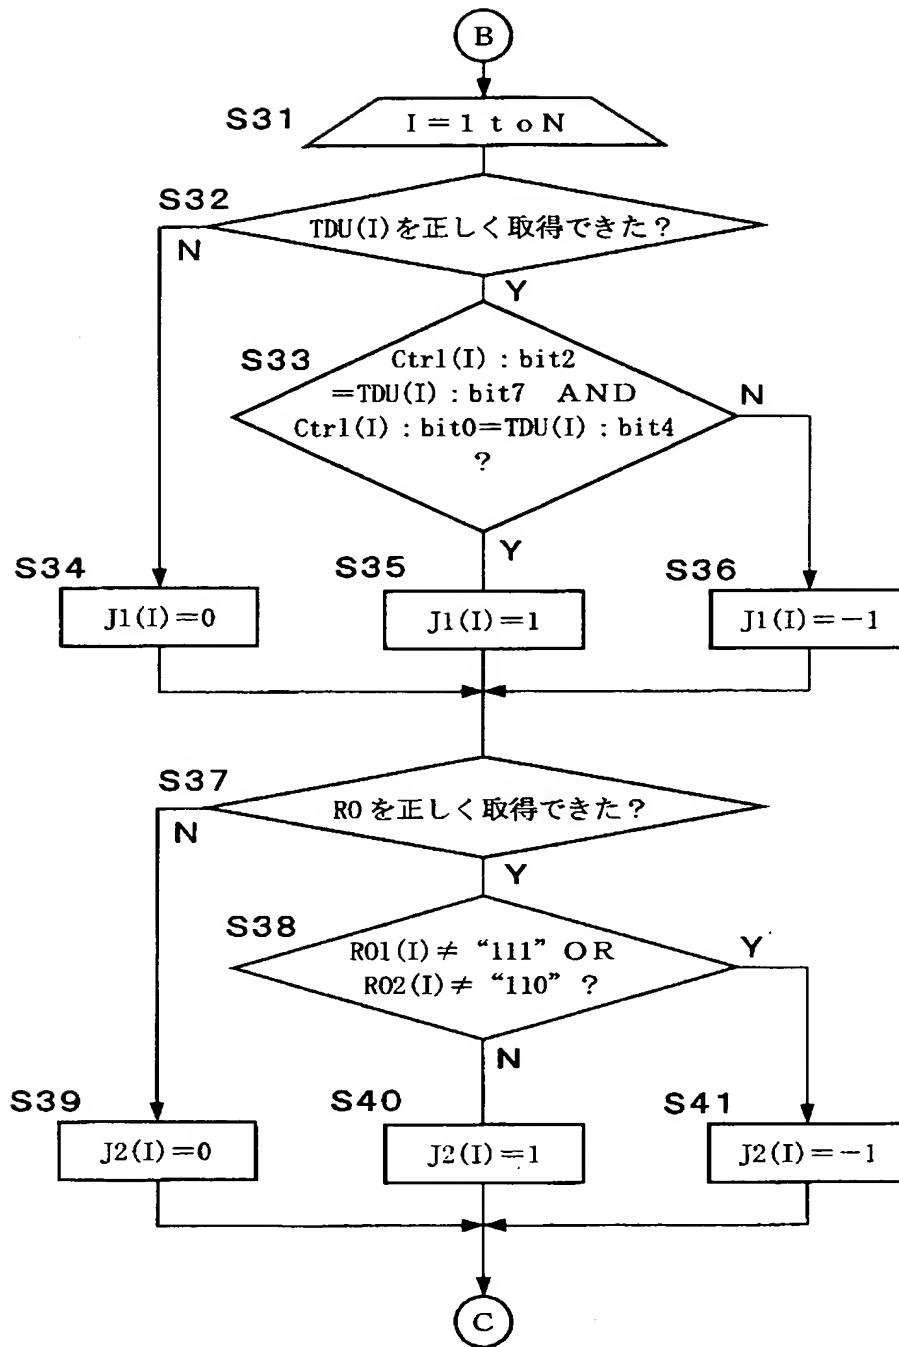 B
S31
I=1 to N
S32
TDU(I)を正しく取得できた？
N
Y
S33
Ctrl(I):bit2
=TDU(I):bit7 AND
Ctrl(I):bit0=TDU(I):bit4
?
N
Y
S34
J1(I)=0
S35
J1(I)=1
S36
J1(I)=-1
S37
ROを正しく取得できた？
N
Y
S38
RO1(I)≠“111” OR
RO2(I)≠“110” ?
Y
N
S39
J2(I)=0
S40
J2(I)=1
S41
J2(I)=-1
C